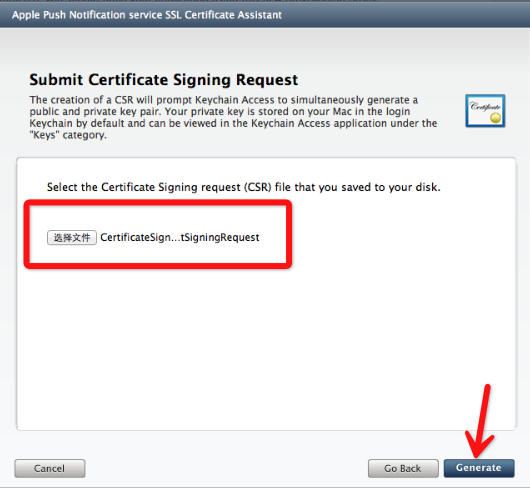 Apple Push Notification service SSL Certificate Assistant
Submit Certificate Signing Request
The creation of a CSR will prompt Keychain Access to simultaneously generate a
public and private key pair. Your private key is stored on your Mac in the login
Keychain by default and can be viewed in the Keychain Access application under the
"Keys" category.
Certificate
Select the Certificate Signing request (CSR) file that you saved to your disk.
选择文件 CertificateSign...tSigningRequest
Cancel
Go Back
Generate